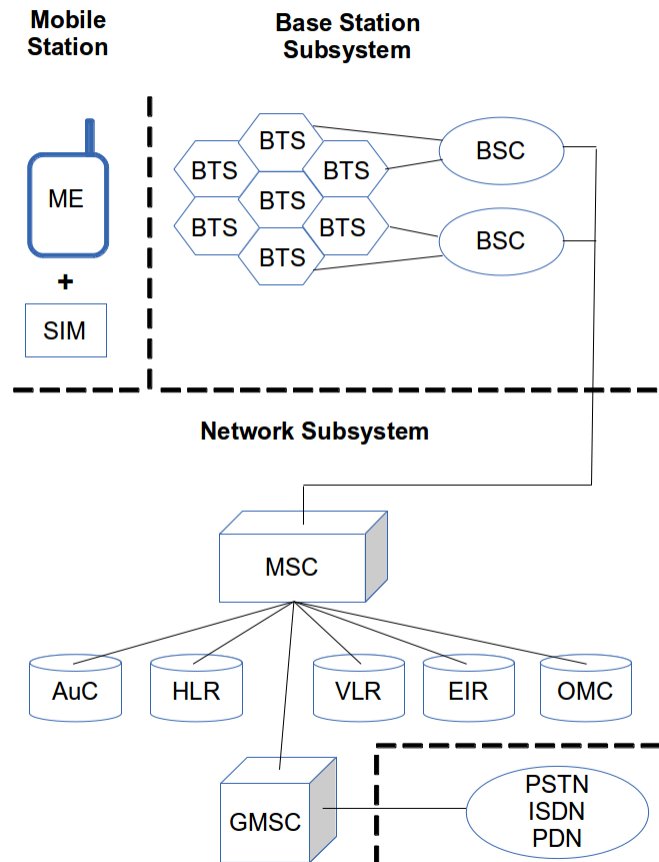 Mobile
Station
Base Station
Subsystem
ME
+
SIM
BTS
BTS
BTS
BTS
BTS
BTS
BTS
BSC
BSC
Network Subsystem
MSC
AuC
HLR
VLR
EIR
OMC
GMSC
PSTN
ISDN
PDN